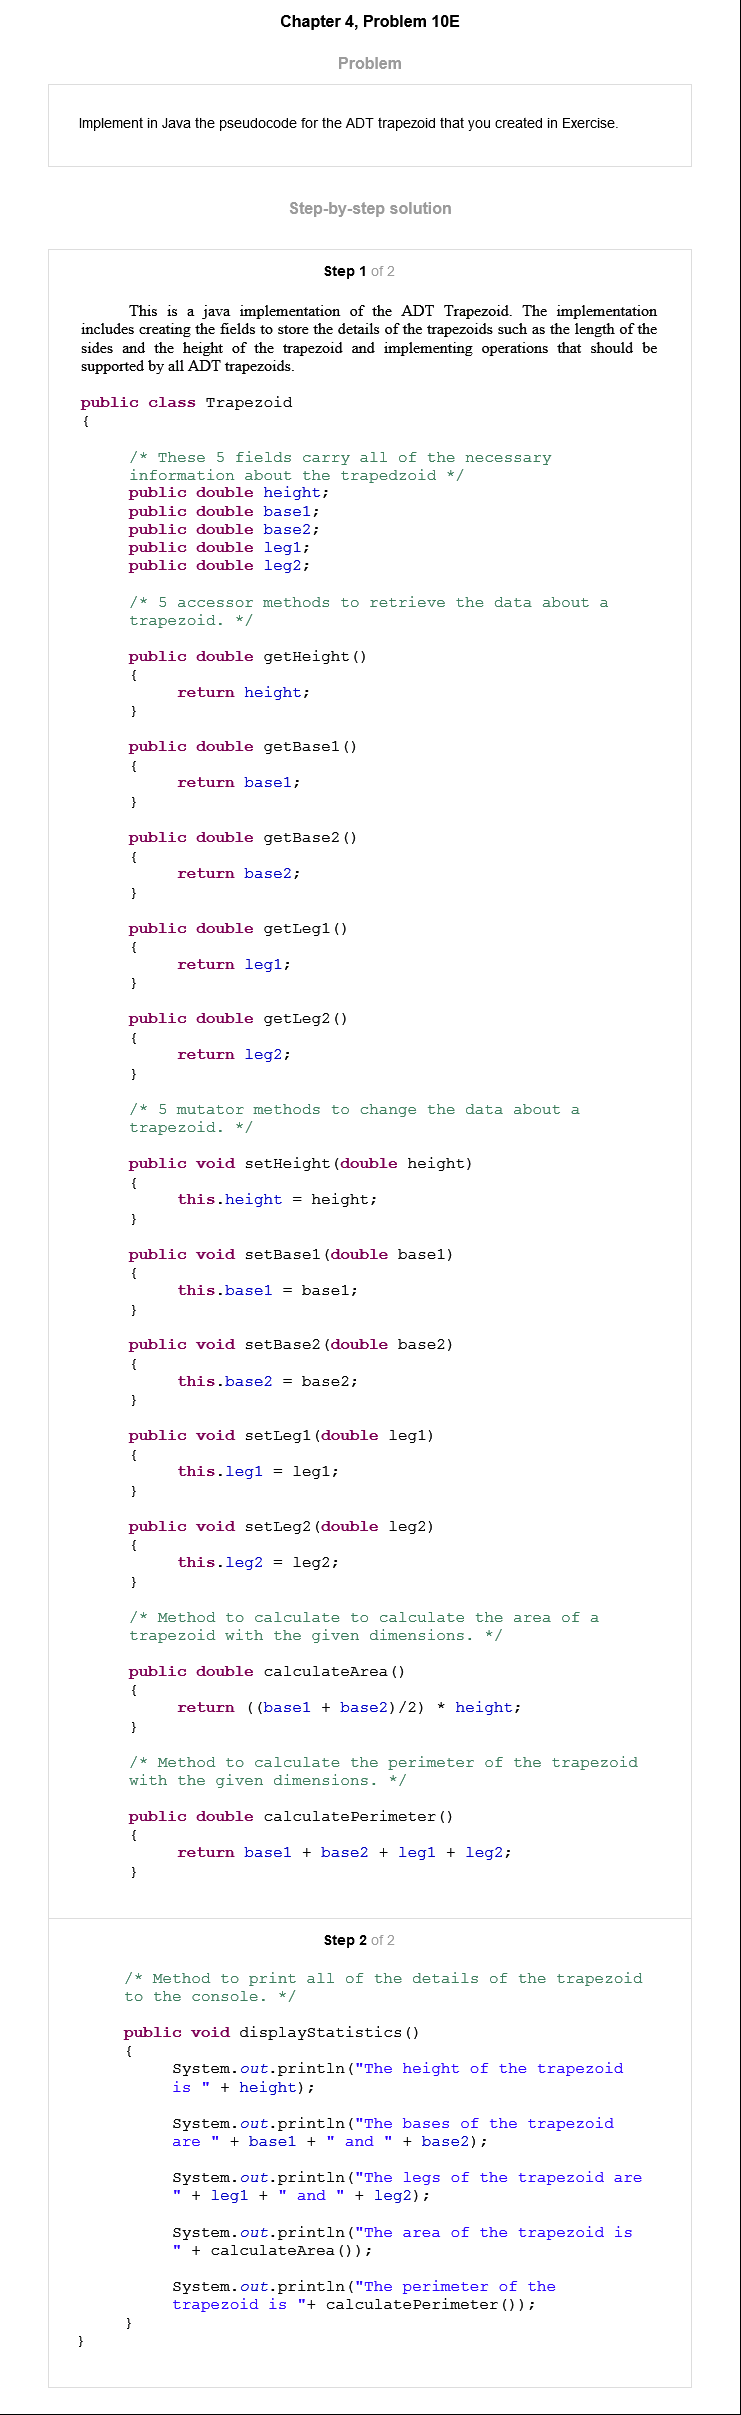 Chapter 4, Problem 10E
Problem
Implement in Java the pseudocode for the ADT trapezoid that you created in Exercise.
Step-by-step solution
Step 1 of 2
This is a java implementation of the ADT Trapezoid. The implementation
includes creating the fields to store the details of the trapezoids such as the length of the
sides and the height of the trapezoid and implementing operations that should be
supported by all ADT trapezoids.
public class Trapezoid
{
/* These 5 fields carry all of the necessary
information about the trapedzoid */
public double height;
public double base1;
public double base2;
public double leg1;
public double leg2;
/* 5 accessor methods to retrieve the data about a
trapezoid. */
public double getHeight()
{
return height;
}
public double getBase1()
{
return base1;
}
public double getBase2()
{
return base2;
}
public double getLeg1()
{
return leg1;
}
public double getLeg2()
{
return leg2;
}
/* 5 mutator methods to change the data about a
trapezoid. */
public void setHeight(double height)
{
this.height = height;
}
public void setBase1(double base1)
{
this.base1 = base1;
}
public void setBase2(double base2)
{
this.base2 = base2;
}
public void setLeg1(double leg1)
{
this.leg1 = leg1;
}
public void setLeg2(double leg2)
{
this.leg2 = leg2;
}
/* Method to calculate to calculate the area of a
trapezoid with the given dimensions. */
public double calculateArea()
{
return ((base1 + base2)/2) * height;
}
/* Method to calculate the perimeter of the trapezoid
with the given dimensions. */
public double calculatePerimeter()
{
return base1 + base2 + leg1 + leg2;
}
Step 2 of 2
/* Method to print all of the details of the trapezoid
to the console. */
public void displayStatistics()
{
System.out.println("The height of the trapezoid
is " + height);
System.out.println("The bases of the trapezoid
are " + base1 + " and " + base2);
System.out.println("The legs of the trapezoid are
" + leg1 + " and " + leg2);
System.out.println("The area of the trapezoid is
" + calculateArea());
System.out.println("The perimeter of the
trapezoid is "+ calculatePerimeter());
}
}